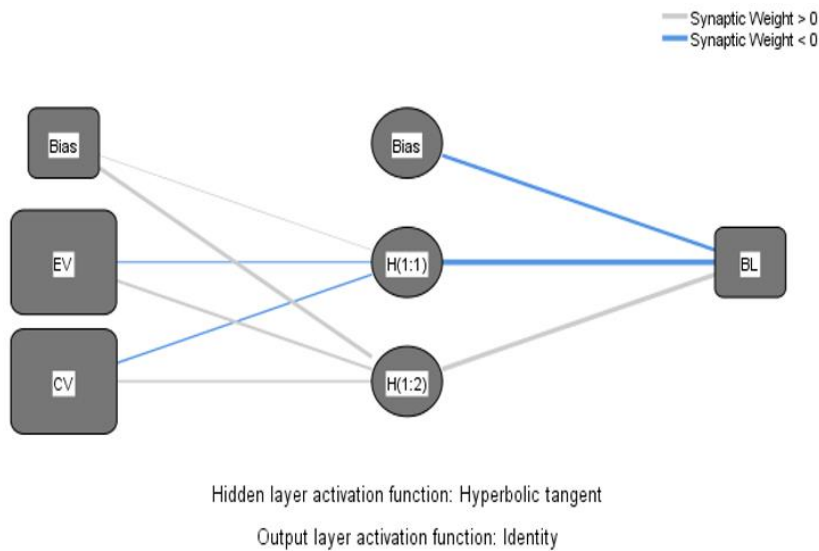 Synaptic Weight > 0
Synaptic Weight < 0
Bias
Bias
EV
H(1:1)
BL
CV
H(1:2)
Hidden layer activation function: Hyperbolic tangent
Output layer activation function: Identity